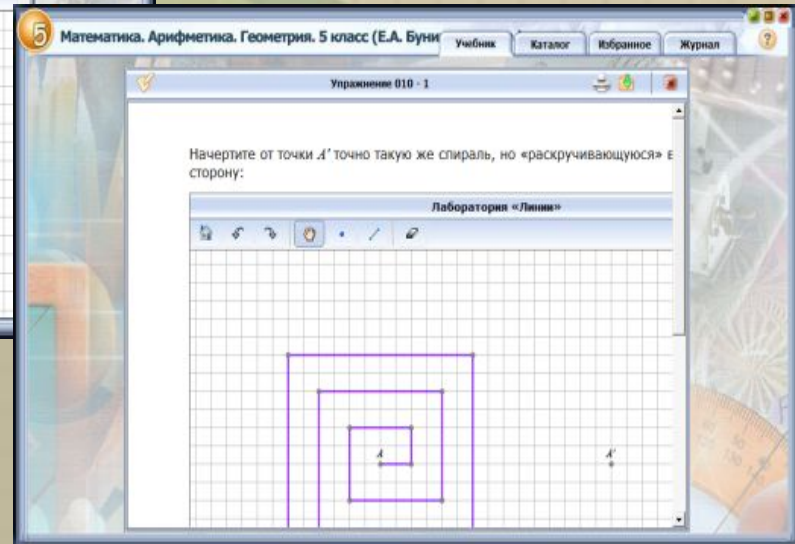 5
Математика. Арифметика. Геометрия. 5 класс (Е.А. Буни
Учебник
Каталог
Избранное
Журнал
?
Упражнение 010 - 1
Начертите от точки A′ точно такую же спираль, но «раскручивающуюся» в
сторону:
Лаборатория «Линии»
A
A′